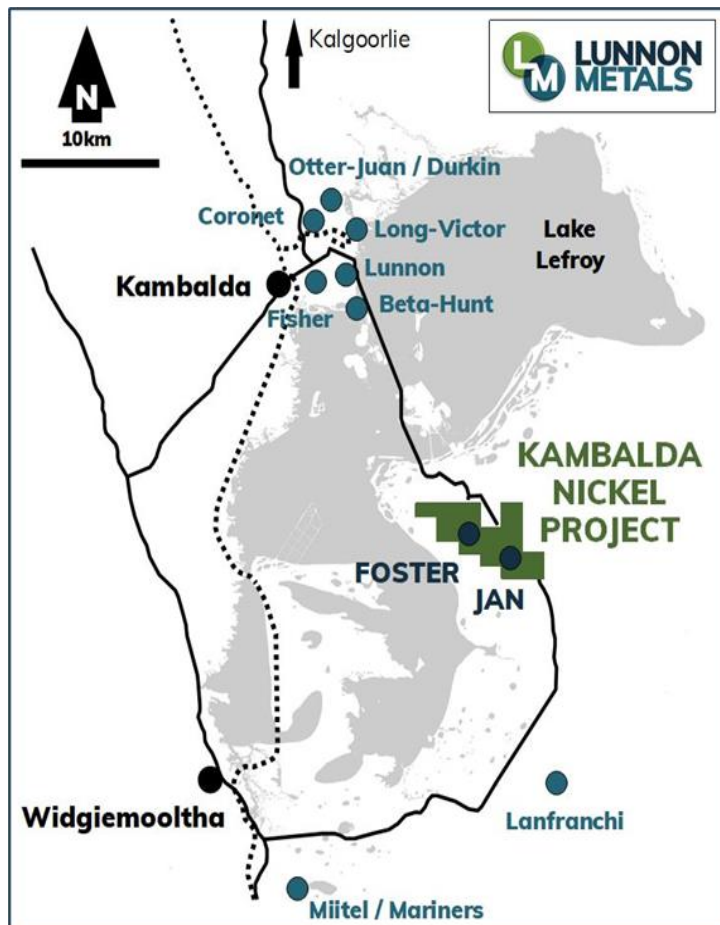 Kalgoorlie
LM LUNNON
METALS
N
10km
Otter-Juan / Durkin
Coronet
Long-Victor
Lake
Lefroy
Lunnon
Kambalda
Fisher
Beta-Hunt
KAMBALDA
NICKEL
PROJECT
FOSTER
JAN
Widgiemooltha
Lanfranchi
Miitel / Mariners